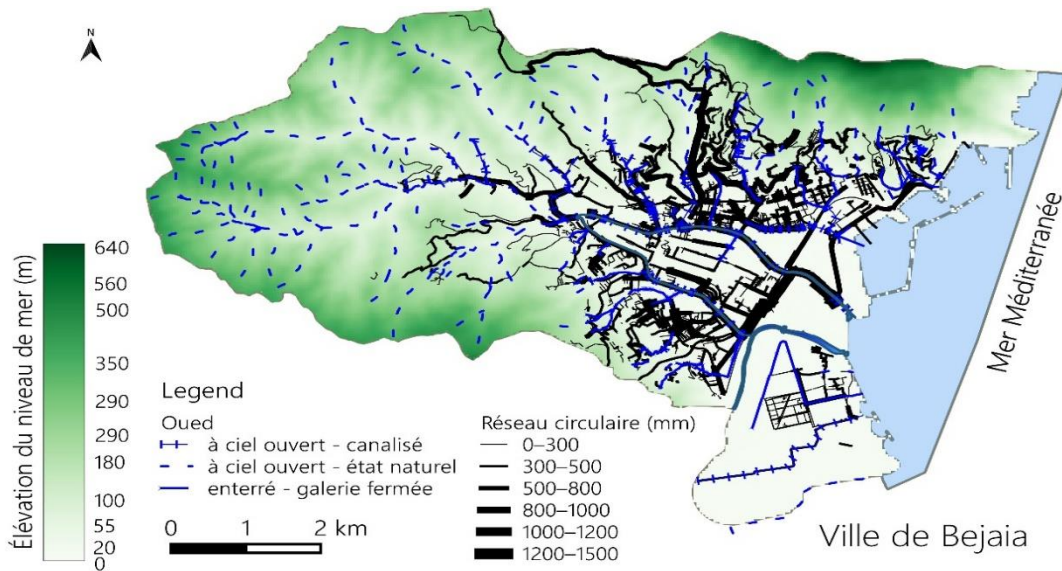 N
Élévation du niveau de mer (m)
640
560
500
350
290
180
100
55
20
0
Legend
Oued
à ciel ouvert - canalisé
à ciel ouvert - état naturel
enterré - galerie fermée
0 1 2 km
Réseau circulaire (mm)
0–300
300–500
500–800
800–1000
1000–1200
1200–1500
Mer Méditerranée
Ville de Bejaia